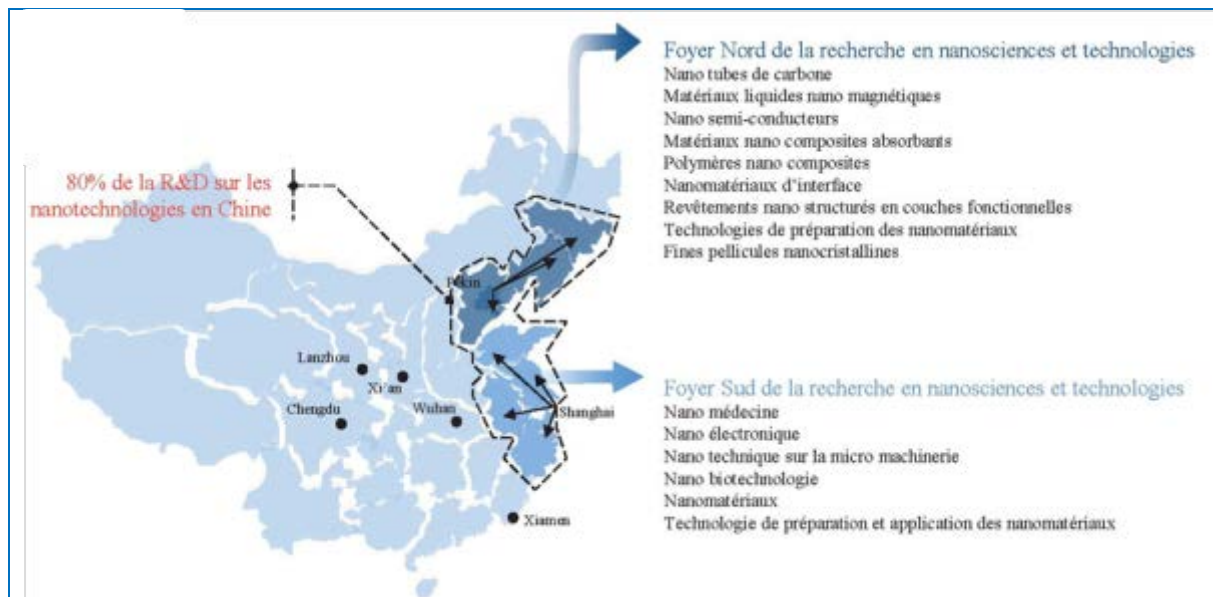 Foyer Nord de la recherche en nanosciences et technologies
Nano tubes de carbone
Matériaux liquides nano magnétiques
Nano semi-conducteurs
Matériaux nano composites absorbants
Polymères nano composites
Nanomatériaux d'interface
Revêtements nano structurés en couches fonctionnelles
Technologies de préparation des nanomatériaux
Fines pellicules nanocristallines
80% de la R&D sur les
nanotechnologies en Chine
Pékin
Lanzhou
Xi'an
Chengdu
Wuhan
Shanghai
Xiamen
Foyer Sud de la recherche en nanosciences et technologies
Nano médecine
Nano électronique
Nano technique sur la micro machinerie
Nano biotechnologie
Nanomatériaux
Technologie de préparation et application des nanomatériaux